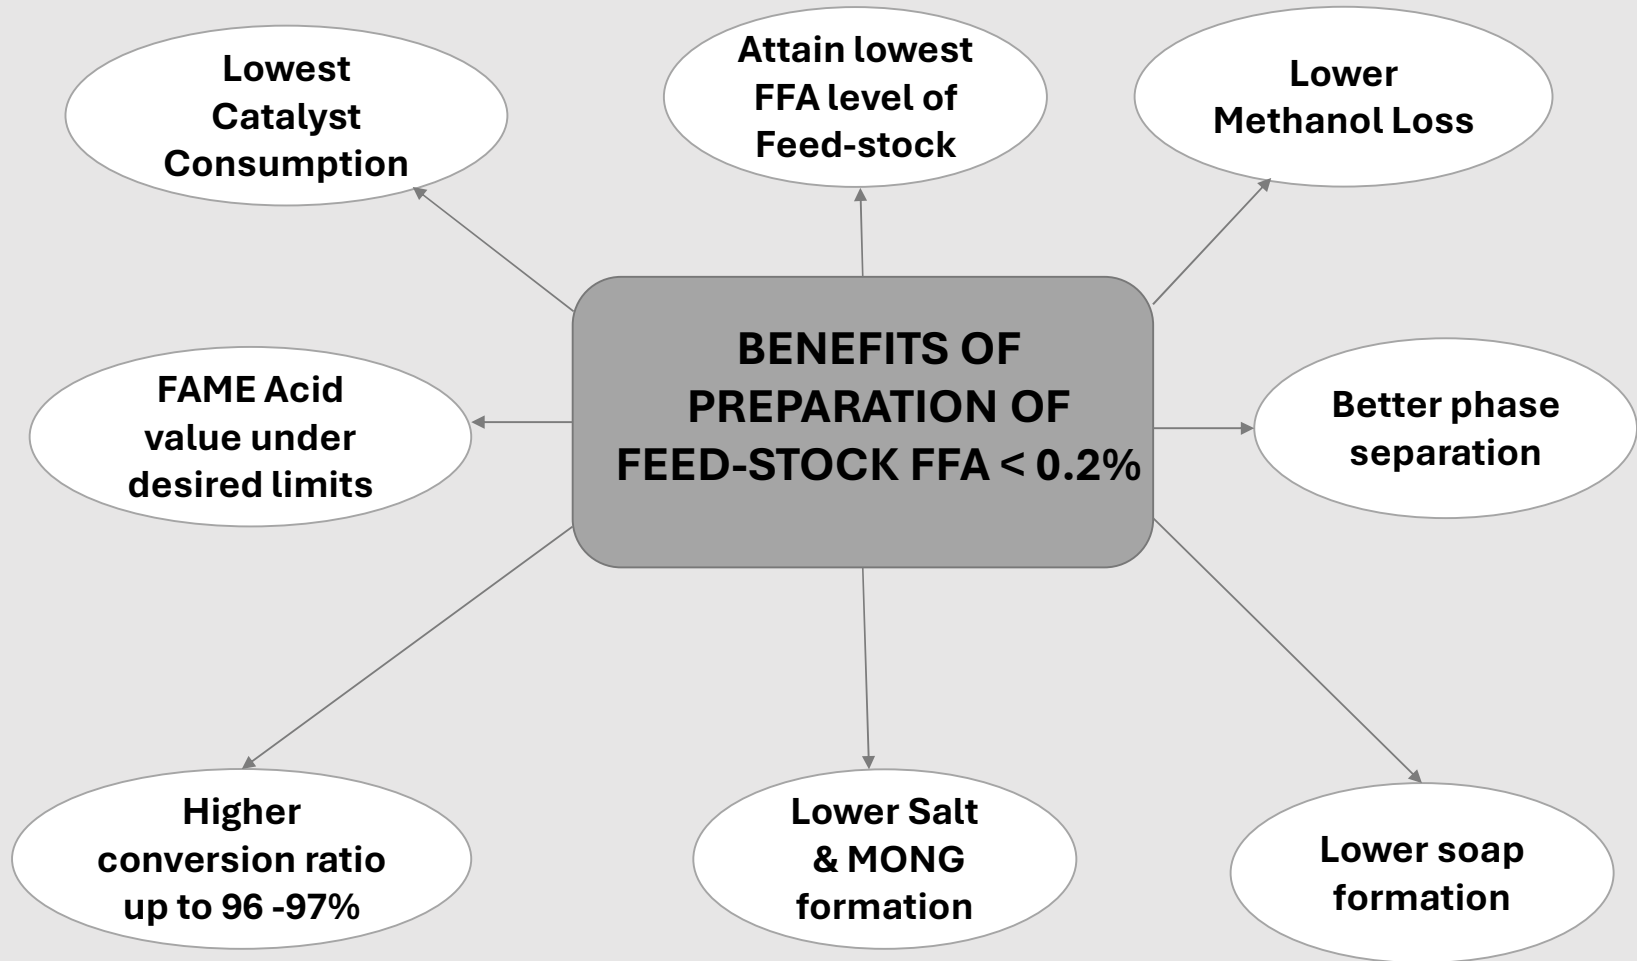 Lowest
Catalyst
Consumption
Attain lowest
FFA level of
Feed-stock
Lower
Methanol Loss
BENEFITS OF
PREPARATION OF
FEED-STOCK FFA < 0.2%
FAME Acid
value under
desired limits
Better phase
separation
Higher
conversion ratio
up to 96 -97%
Lower Salt
& MONG
formation
Lower soap
formation